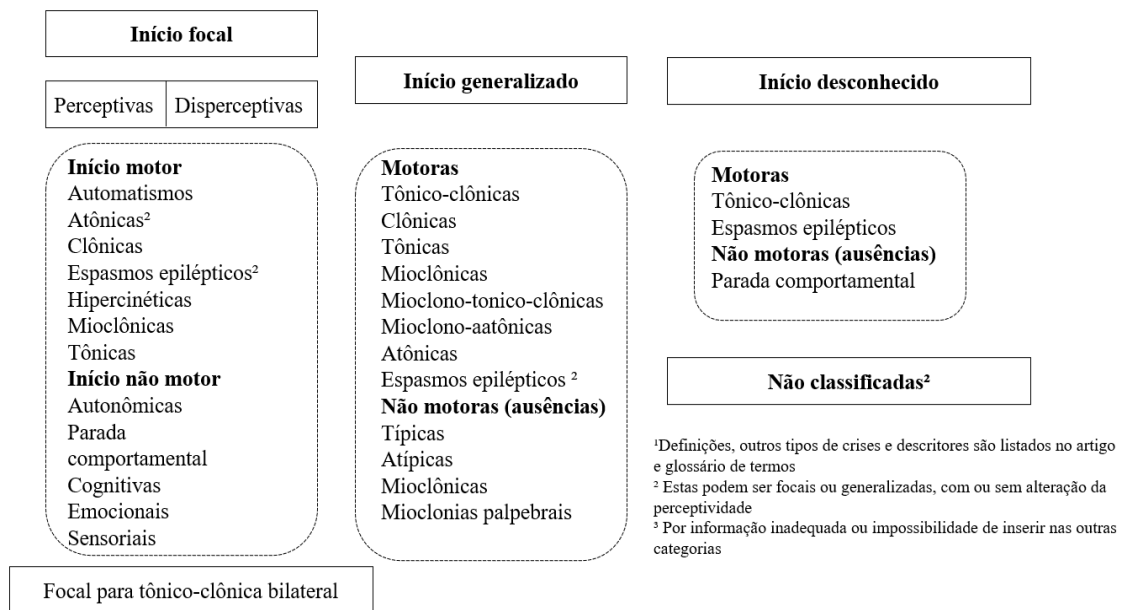 Início focal
Perceptivas
Disperceptivas
Início motor
Automatismos
Atônicas²
Clônicas
Espasmos epilépticos²
Hipercinéticas
Mioclônicas
Tônicas
Início não motor
Autonômicas
Parada
comportamental
Cognitivas
Emocionais
Sensoriais
Focal para tônico-clônica bilateral
Início generalizado
Motoras
Tônico-clônicas
Clônicas
Tônicas
Mioclônicas
Mioclono-tonico-clônicas
Mioclono-aatônicas
Atônicas
Espasmos epilépticos ²
Não motoras (ausências)
Típicas
Atípicas
Mioclônicas
Mioclonias palpebrais
Início desconhecido
Motoras
Tônico-clônicas
Espasmos epilépticos
Não motoras (ausências)
Parada comportamental
Não classificadas²
¹Definições, outros tipos de crises e descritores são listados no artigo
e glossário de termos
² Estas podem ser focais ou generalizadas, com ou sem alteração da
perceptividade
³ Por informação inadequada ou impossibilidade de inserir nas outras
categorias